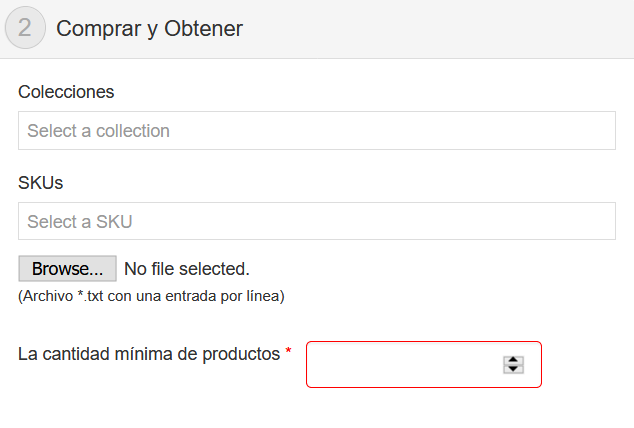 2 Comprar y Obtener
Colecciones
Select a collection
SKUs
Select a SKU
Browse... No file selected.
(Archivo *.txt con una entrada por línea)
La cantidad mínima de productos *